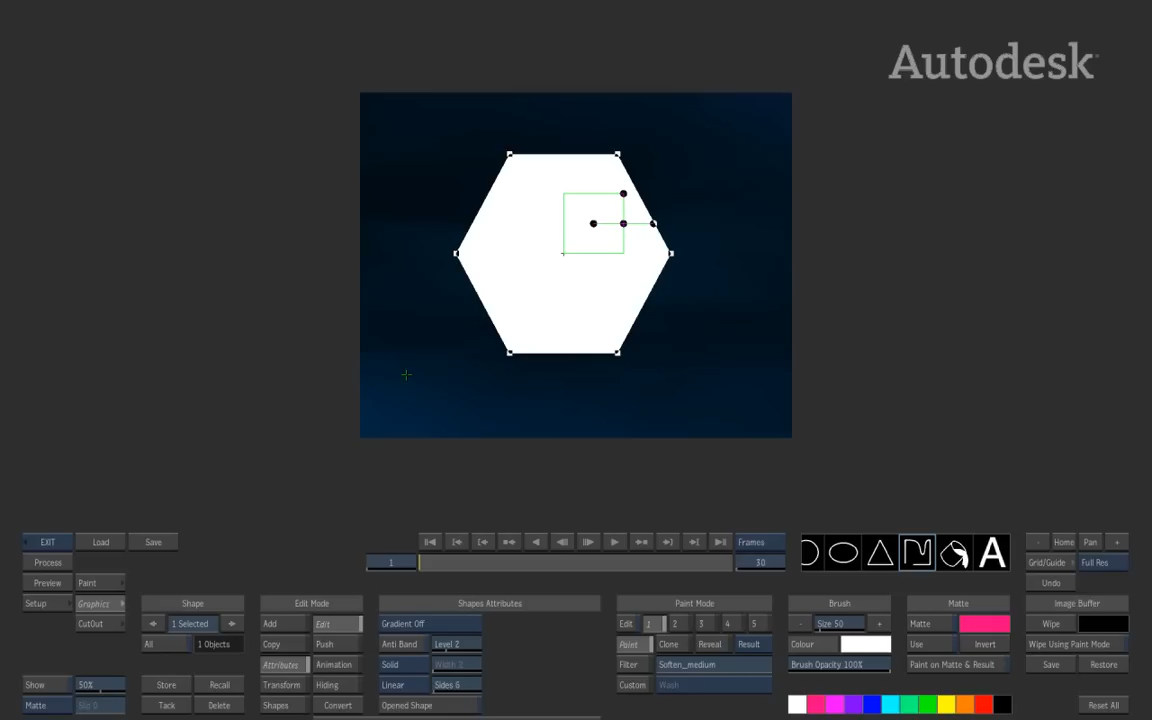 Autodesk
EXIT Load Save Frames
1 30
Process
Preview Paint
Setup Graphics
CutOut
Shape
1 Selected
All 1 Objects
Show 50%
Matte
Store Recall
Tack Delete
Edit Mode
Add Edit
Copy Push
Attributes Animation
Transform Hiding
Shapes Convert
Shapes Attributes
Gradient Off
Anti Band Level 2
Solid Width 2
Linear Sides 6
Opened Shape
Paint Mode
Edit 1 2 3 4 5
Paint Clone Reveal Result
Filter Soften_medium
Custom Wash
A
Brush
- Size 50 +
Colour
Brush Opacity 100%
Matte
Matte
Use Invert
Paint on Matte & Result
- Home Pan +
Grid/Guide Full Res
Undo
Image Buffer
Wipe
Wipe Using Paint Mode
Save Restore
Reset All